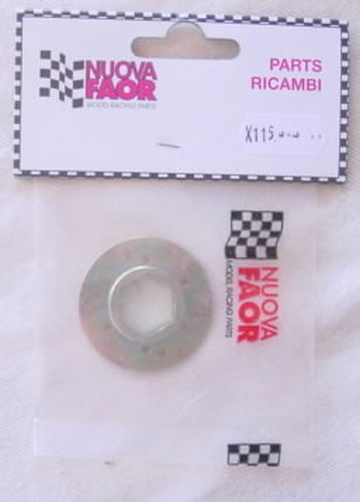 NUOVA
FAOR
MODEL RACING PARTS
PARTS
RICAMBI
X115
NUOVA
FAOR
MODEL RACING PARTS